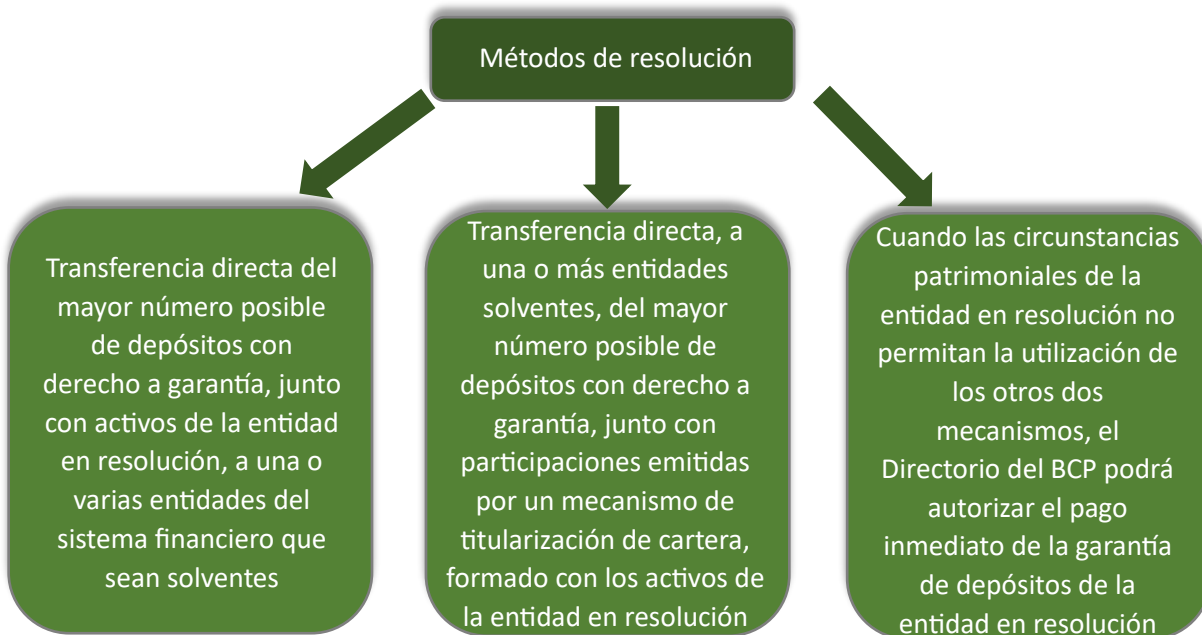 Métodos de resolución
Transferencia directa del
mayor número posible
de depósitos con
derecho a garantía, junto
con activos de la entidad
en resolución, a una o
varias entidades del
sistema financiero que
sean solventes
Transferencia directa, a
una o más entidades
solventes, del mayor
número posible de
depósitos con derecho a
garantía, junto con
participaciones emitidas
por un mecanismo de
titularización de cartera,
formado con los activos de
la entidad en resolución
Cuando las circunstancias
patrimoniales de la
entidad en resolución no
permitan la utilización de
los otros dos
mecanismos, el
Directorio del BCP podrá
autorizar el pago
inmediato de la garantía
de depósitos de la
entidad en resolución